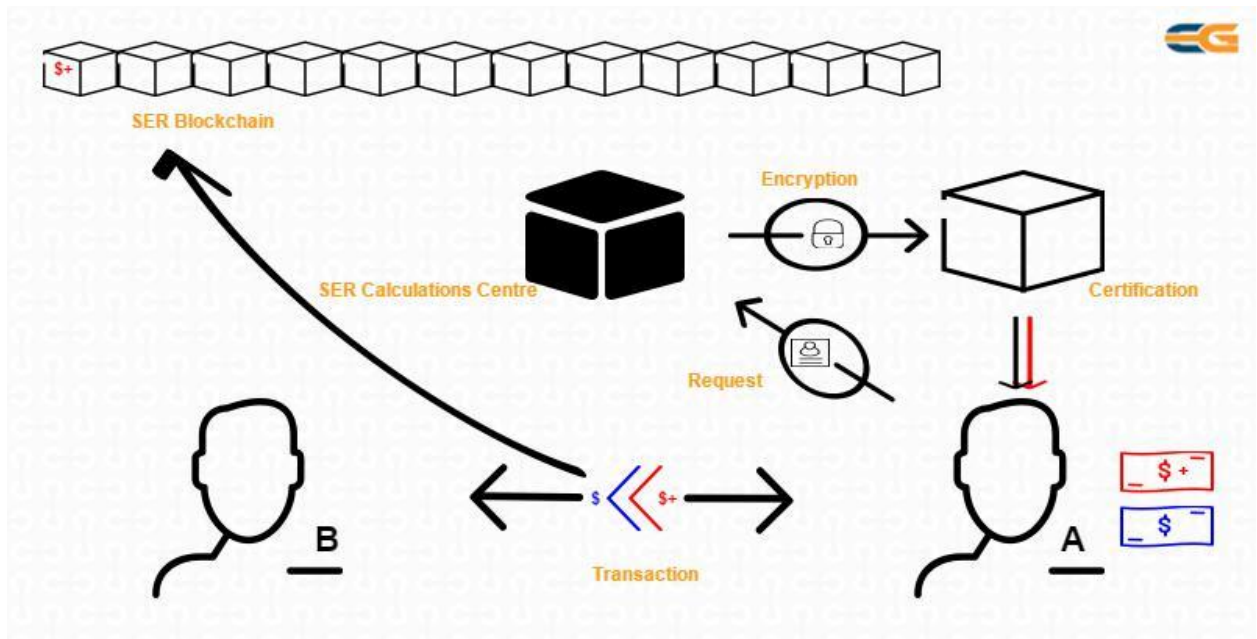 $+
SER Blockchain
Encryption
SER Calculations Centre
Certification
Request
$ +
$
$
$+
B
A
Transaction